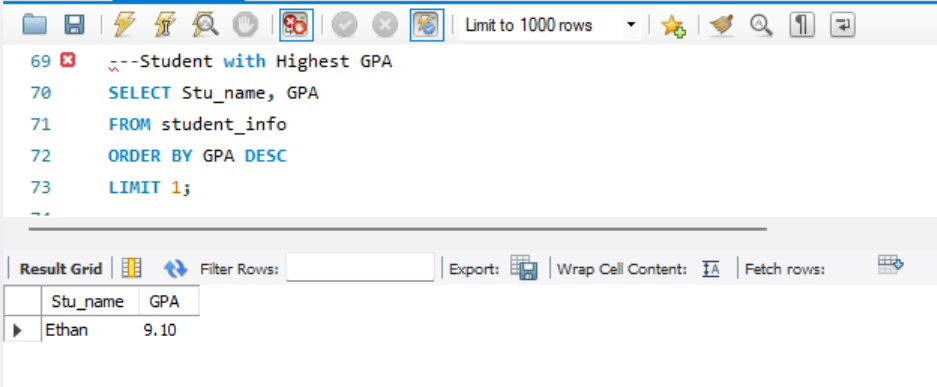 Limit to 1000 rows
69 ---Student with Highest GPA
70 SELECT Stu_name, GPA
71 FROM student_info
72 ORDER BY GPA DESC
73 LIMIT 1;
Result Grid Filter Rows: Export: Wrap Cell Content: IA Fetch rows:
Stu_name GPA
Ethan 9.10